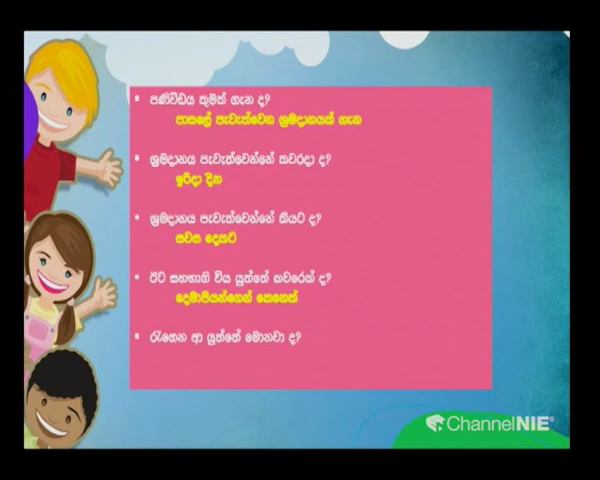 පණිවිඩය කුමක් ගැන ද?
පාසලේ පැවැත්වෙන ශ්‍රමදානයක් ගැන
ශ්‍රමදානය පැවැත්වෙන්නේ කවරදා ද?
ඉරිදා දින
ශ්‍රමදානය පැවැත්වෙන්නේ කීයට ද?
සවස දෙකට
ඊට සහභාගි විය යුත්තේ කවරෙක් ද?
දෙමාපියන්ගෙන් කෙනෙක්
රැගෙන ආ යුත්තේ මොනවා ද?
ChannelNIE